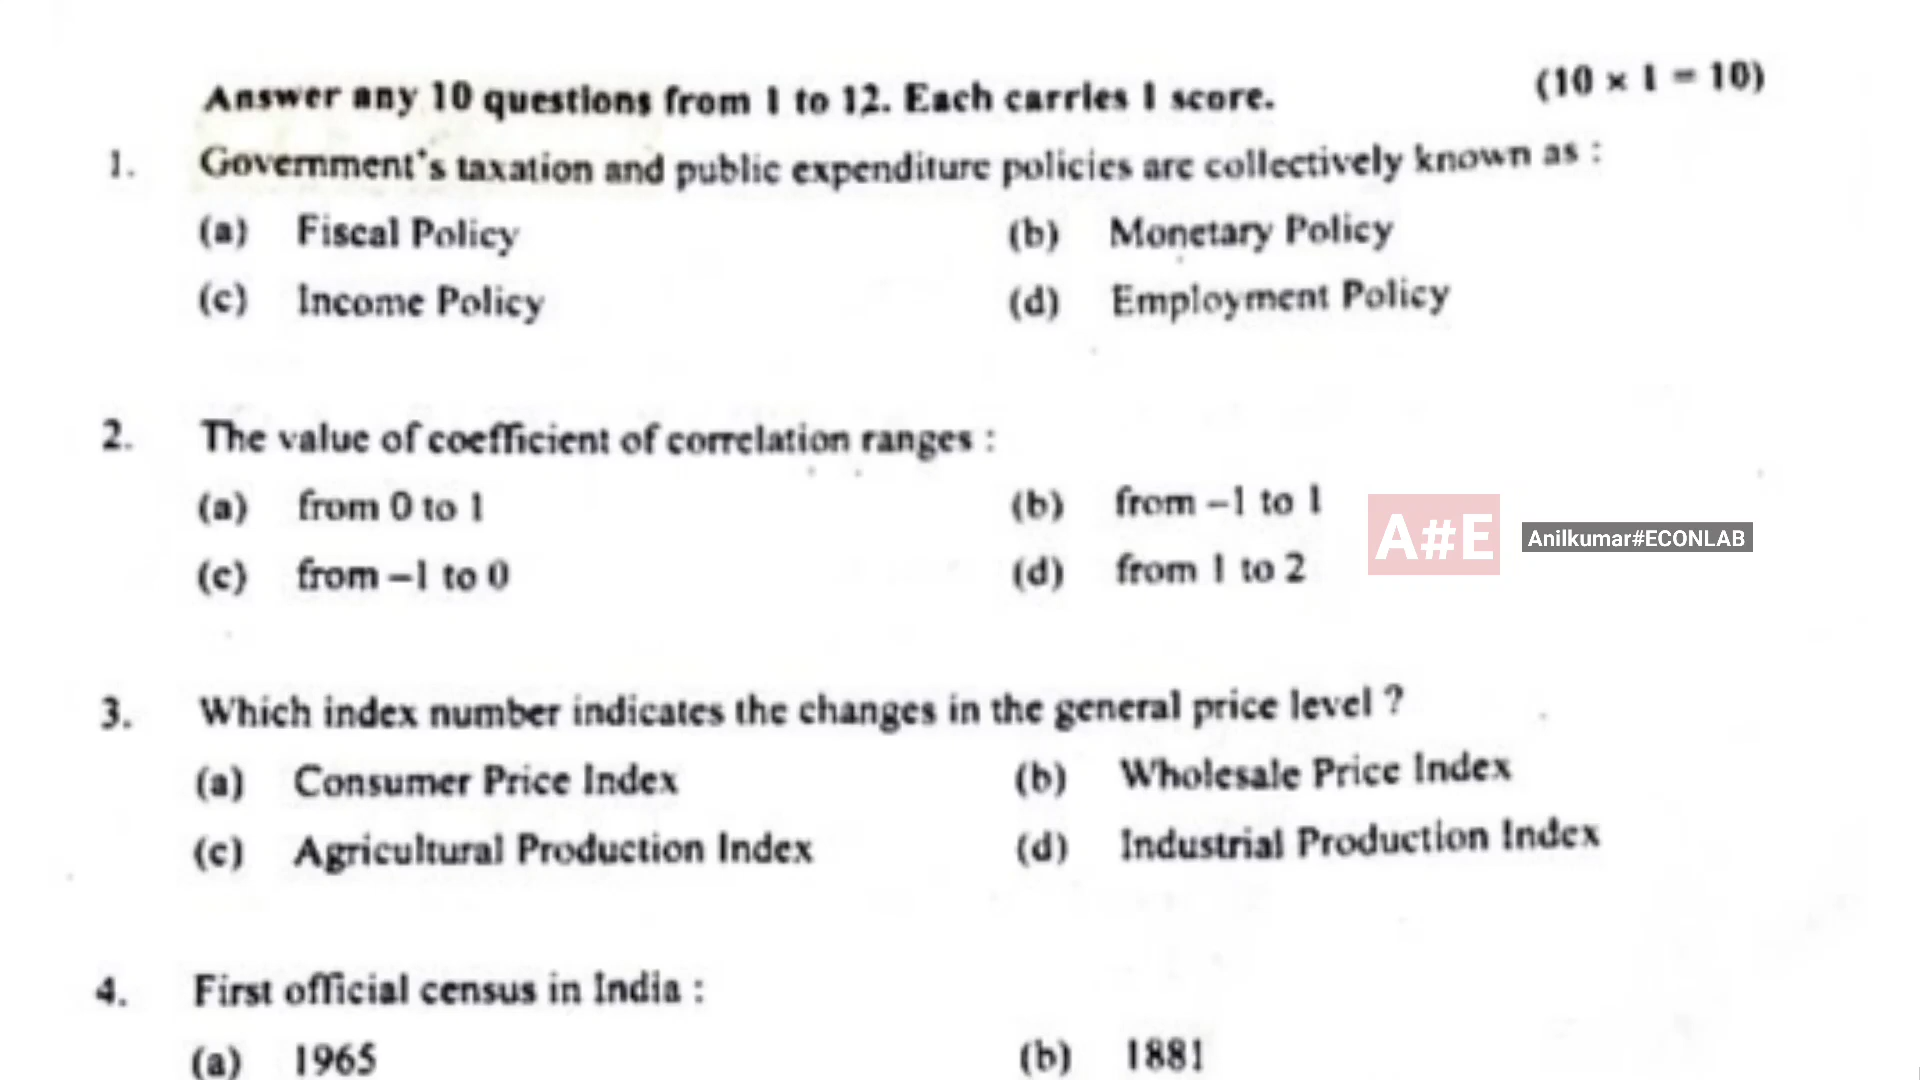 Answer any 10 questions from 1 to 12. Each carries 1 score. (10 × 1 = 10)
1. Government's taxation and public expenditure policies are collectively known as :
(a) Fiscal Policy (b) Monetary Policy
(c) Income Policy (d) Employment Policy
2. The value of coefficient of correlation ranges :
(a) from 0 to 1 (b) from –1 to 1
A#E Anilkumar#ECONLAB
(c) from –1 to 0 (d) from 1 to 2
3. Which index number indicates the changes in the general price level ?
(a) Consumer Price Index (b) Wholesale Price Index
(c) Agricultural Production Index (d) Industrial Production Index
4. First official census in India :
(a) 1965 (b) 1881